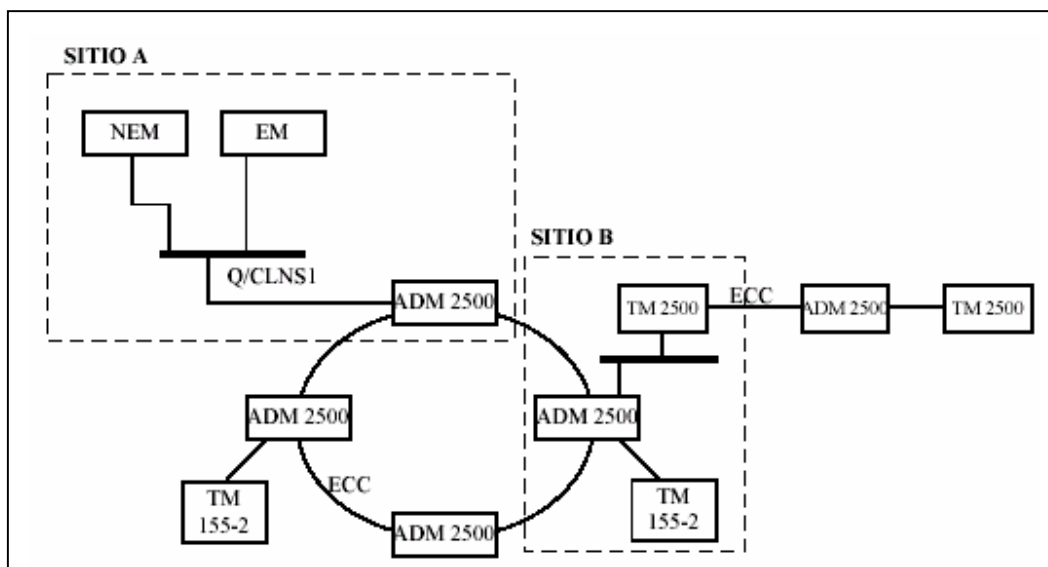 SITIO A
NEM
EM
Q/CLNS1
ADM 2500
SITIO B
TM 2500
ECC
ADM 2500
TM 2500
ADM 2500
ADM 2500
TM
155-2
ECC
TM
155-2
ADM 2500